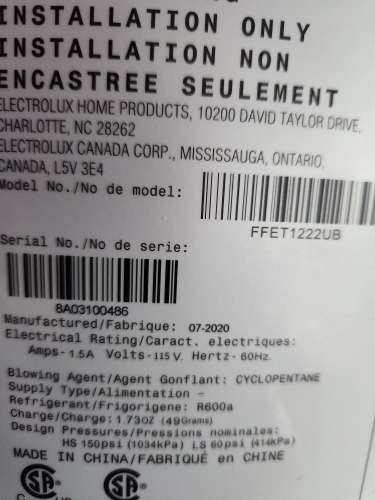 INSTALLATION ONLY
INSTALLATION NON
ENCASTREE SEULEMENT
ELECTROLUX HOME PRODUCTS, 10200 DAVID TAYLOR DRIVE,
CHARLOTTE, NC 28262
ELECTROLUX CANADA CORP., MISSISSAUGA, ONTARIO,
CANADA, L5V 3E4
Model No./No de model:
FFET1222UB
Serial No./No de serie:
8A03100486
Manufactured/Fabrique: 07-2020
Electrical Rating/Caract. electriques:
Amps-1.5A Volts-115V. Hertz-60Hz.
Blowing Agent/Agent Gonflant: CYCLOPENTANE
Supply Type/Alimentation -
Refrigerant/Frigorigene: R600a
Charge/Charge:1.73OZ (49Grams)
Design Pressures/Pressions nominales:
HS 150psi (1034kPa) LS 60psi (414kPa)
MADE IN CHINA/FABRIQUÉ en CHINE